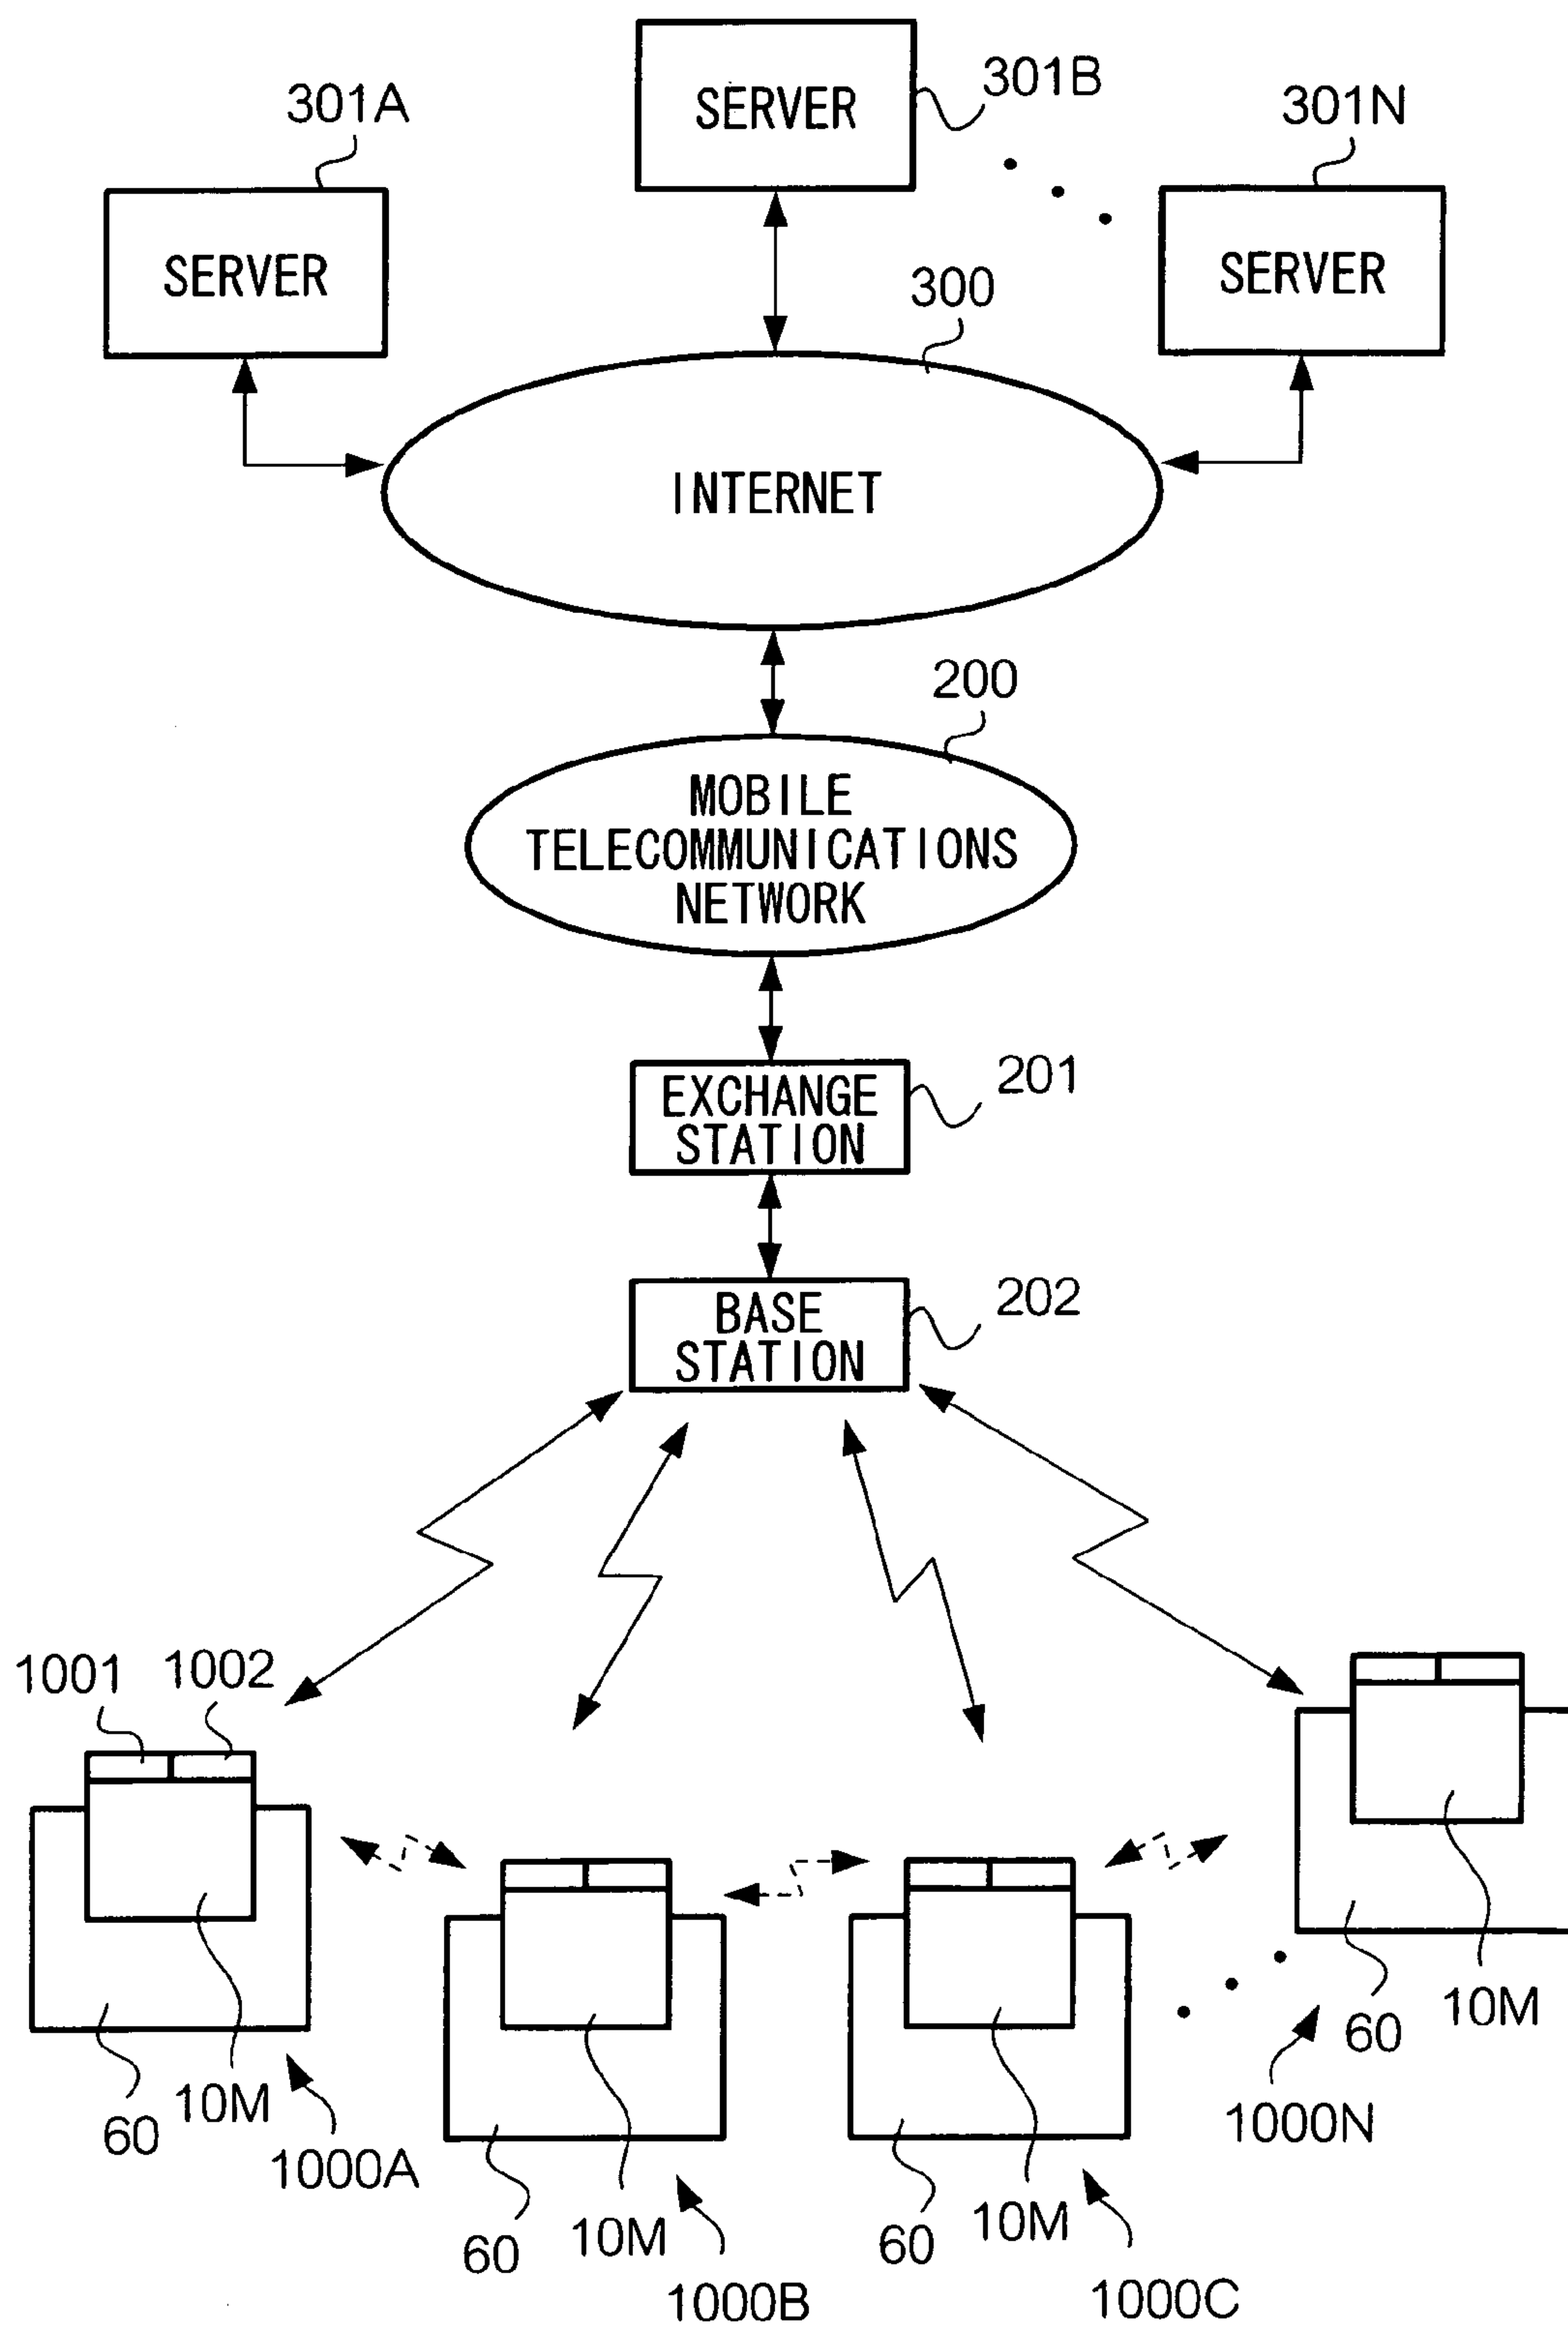 301A
SERVER
301B
301N
SERVER
SERVER
300
INTERNET
200
MOBILE
TELECOMMUNICATIONS
NETWORK
EXCHANGE
STATION
201
BASE
STATION
202
1001
1002
60
10M
1000A
60
10M
1000B
60
10M
1000C
60
10M
1000N